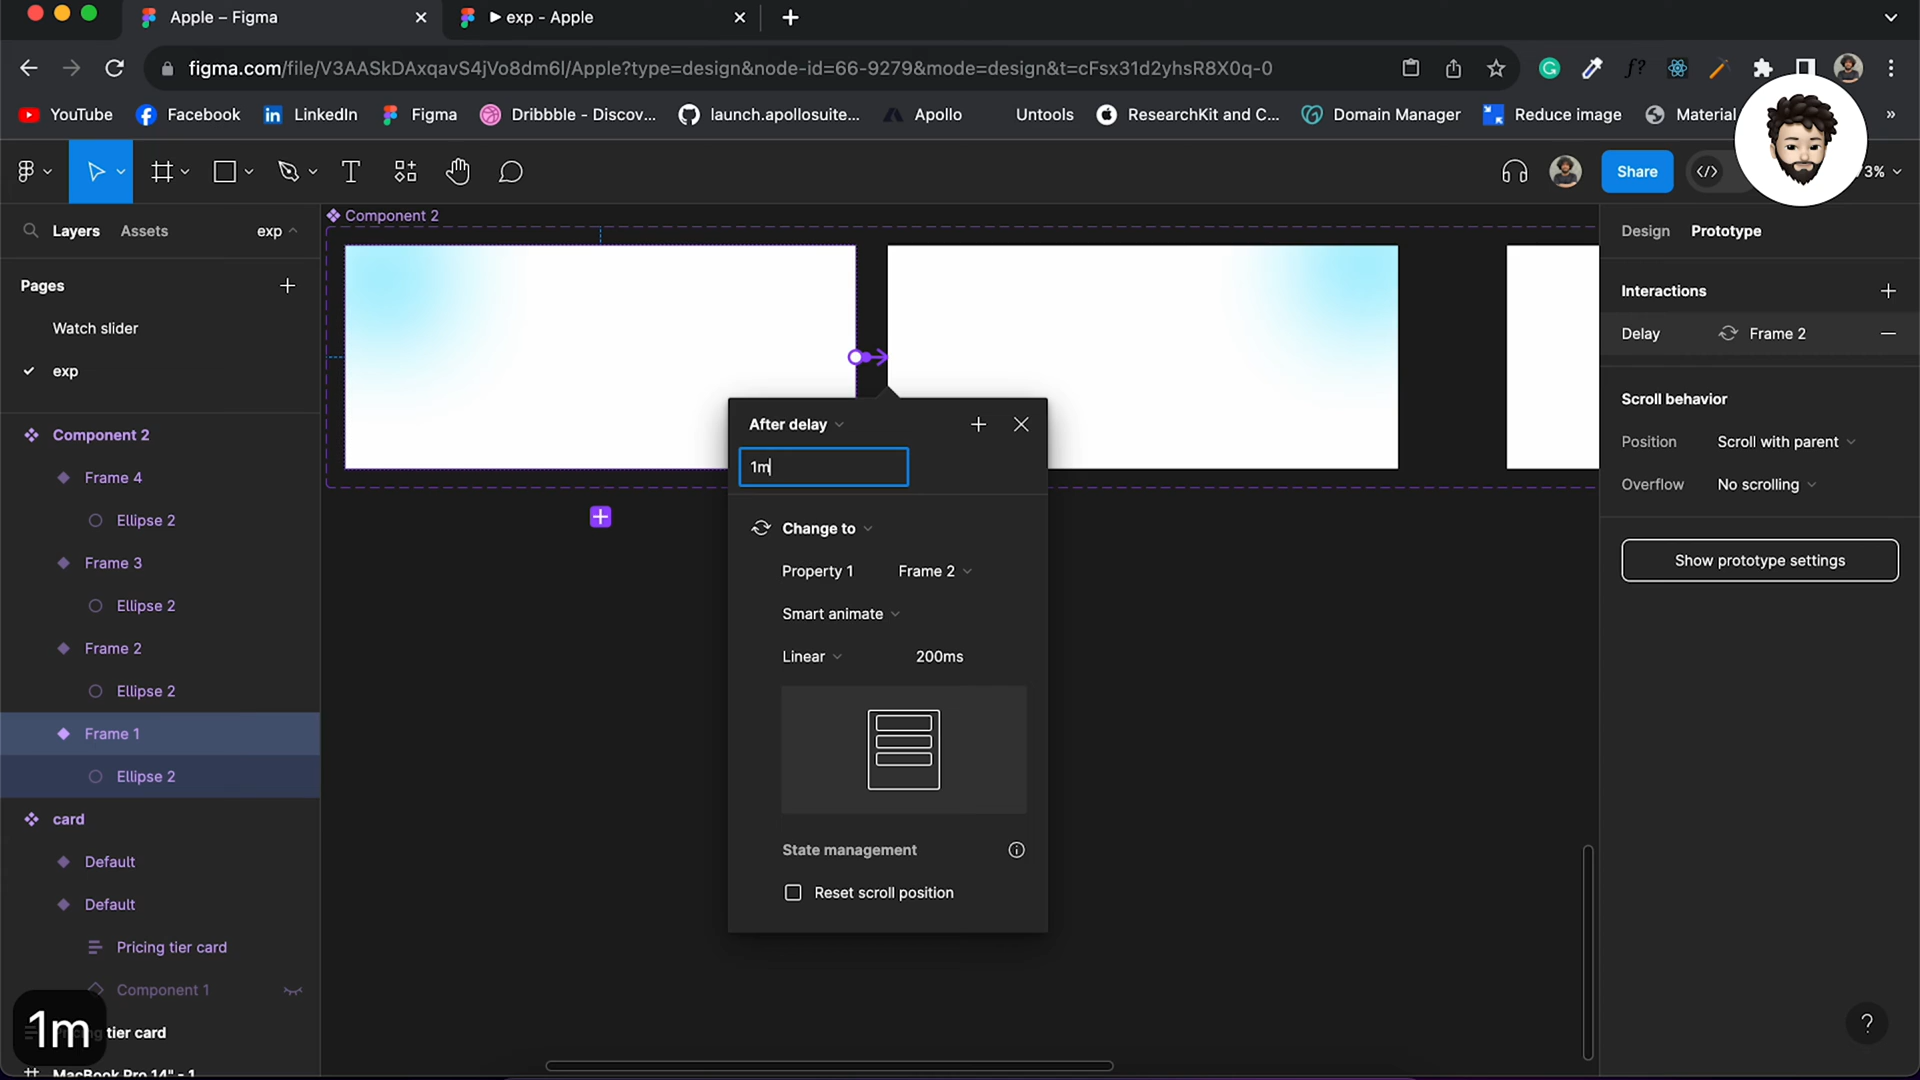 Apple – Figma
▶ exp - Apple
figma.com/file/V3AASkDAxqavS4jVo8dm6l/Apple?type=design&node-id=66-9279&mode=design&t=cFsx31d2yhsR8X0q-0
YouTube
Facebook
LinkedIn
Figma
Dribbble - Discov...
launch.apollosuite...
Apollo
Untools
ResearchKit and C...
Domain Manager
Reduce image
Material
»
Share
3%
Layers
Assets
exp
Pages
Watch slider
exp
Component 2
Frame 4
Ellipse 2
Frame 3
Ellipse 2
Frame 2
Ellipse 2
Frame 1
Ellipse 2
card
Default
Default
Pricing tier card
Component 1
tier card
MacBook Pro 14" - 1
1m
Component 2
After delay
1m
Change to
Property 1
Frame 2
Smart animate
Linear
200ms
State management
Reset scroll position
Design
Prototype
Interactions
Delay
Frame 2
Scroll behavior
Position
Scroll with parent
Overflow
No scrolling
Show prototype settings
?